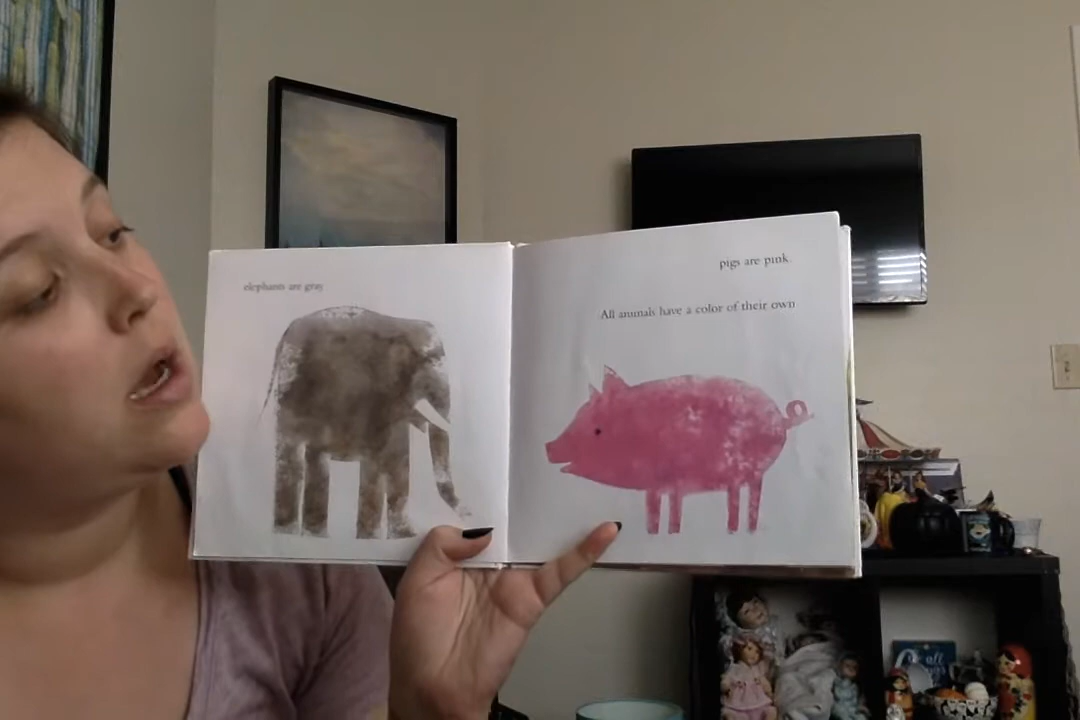 elephants are gray
pigs are pink.
All animals have a color of their own